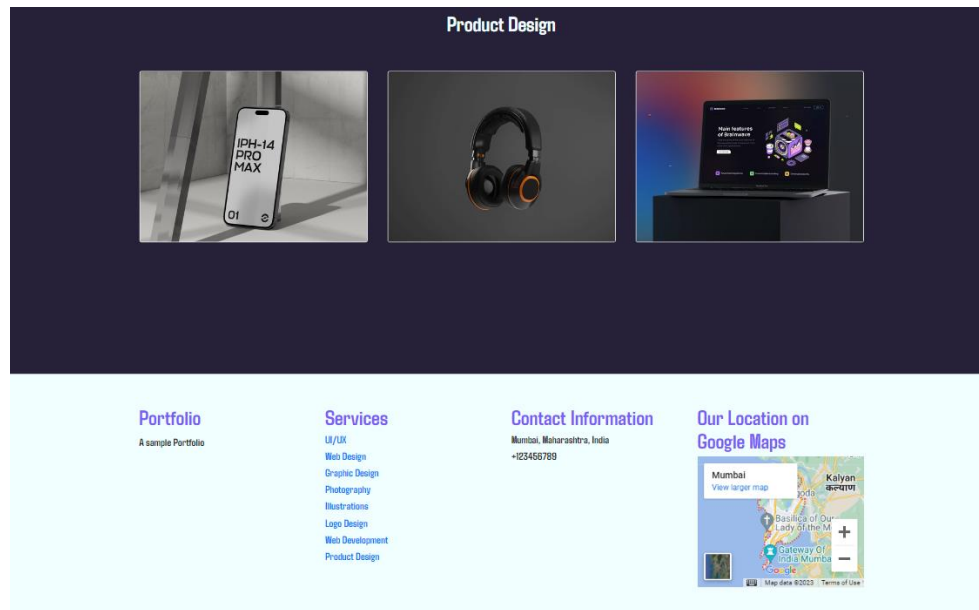 Product Design
IPH-14
PRO
MAX
01
Main features
of Brainwave
Portfolio
A sample Portfolio
Services
UI/UX
Web Design
Graphic Design
Photography
Illustrations
Logo Design
Web Development
Product Design
Contact Information
Mumbai, Maharashtra, India
+123456789
Our Location on
Google Maps
Mumbai
View larger map
Kalyan
कल्याण
Basilica of Our
Lady of the M
Gateway Of
India Mumba
Google
Map data ©2023
Terms of Use